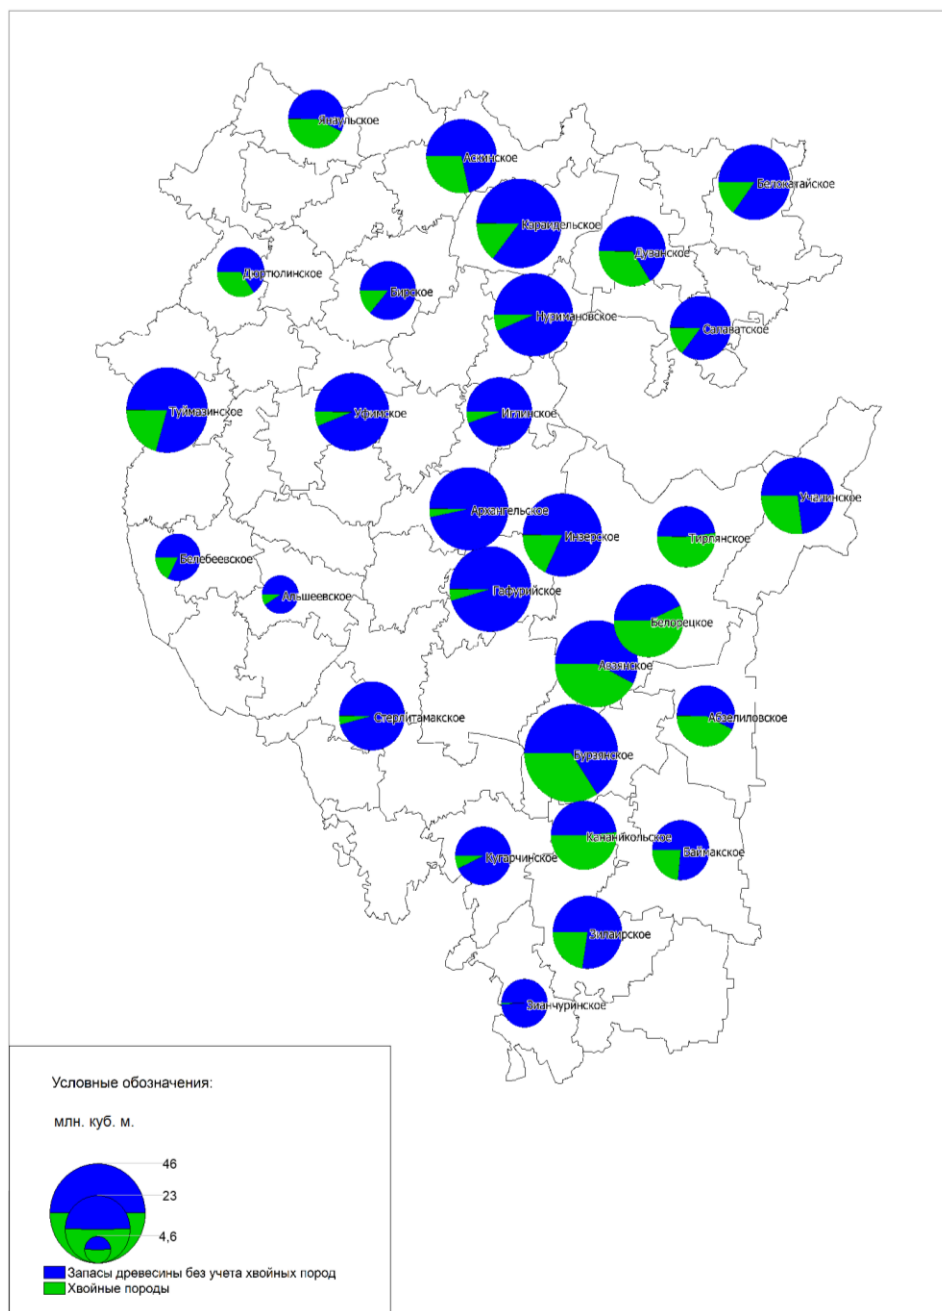 Янаульское
Аскинское
Белокатайское
Караидельское
Дуванское
Дюртюлинское
Бирское
Нуримановское
Салаватское
Туймазинское
Уфимское
Иглинское
Учалинское
Архангельское
Инзерское
Тирлянское
Белебеевское
Гафурийское
Альшеевское
Белорецкое
Авзянское
Стерлитамакское
Абзелиловское
Бурзянское
Кананикольское
Кугарчинское
Баймакское
Зилаирское
Зианчуринское
Условные обозначения:
млн. куб. м.
46
23
4,6
Запасы древесины без учета хвойных пород
Хвойные породы